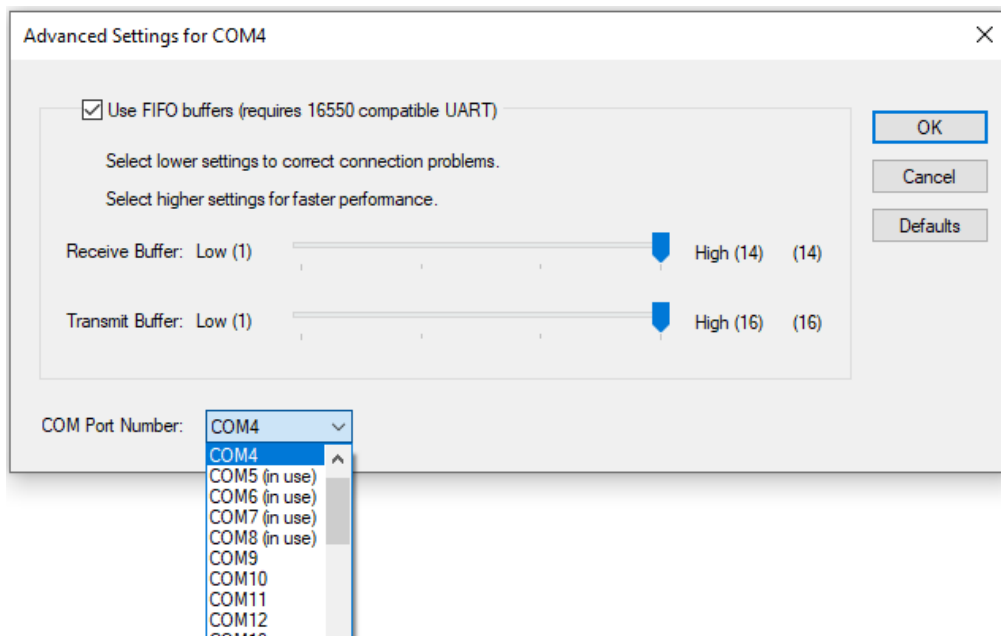 Advanced Settings for COM4
Use FIFO buffers (requires 16550 compatible UART)
OK
Select lower settings to correct connection problems.
Cancel
Select higher settings for faster performance.
Defaults
Receive Buffer: Low (1) High (14) (14)
Transmit Buffer: Low (1) High (16) (16)
COM Port Number: COM4
COM4
COM5 (in use)
COM6 (in use)
COM7 (in use)
COM8 (in use)
COM9
COM10
COM11
COM12